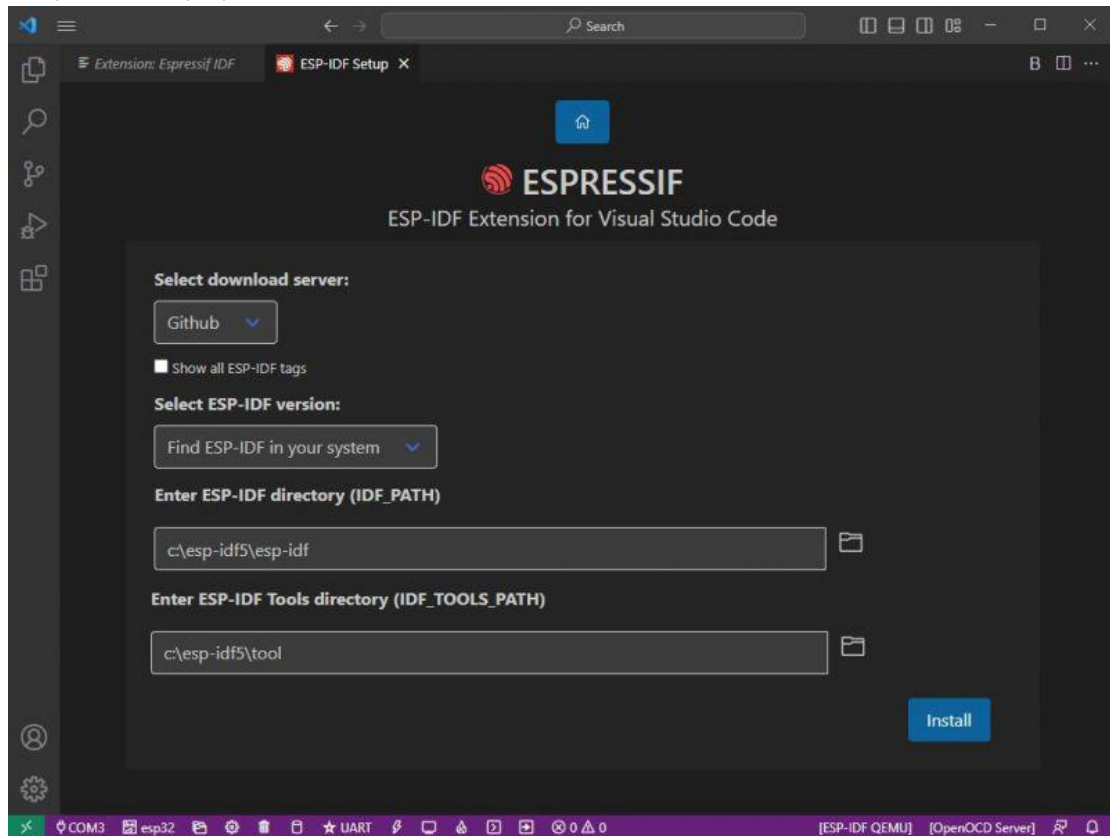 Search
Extension: Espressif IDF
ESP-IDF Setup
ESPRESSIF
ESP-IDF Extension for Visual Studio Code
Select download server:
Github
Show all ESP-IDF tags
Select ESP-IDF version:
Find ESP-IDF in your system
Enter ESP-IDF directory (IDF_PATH)
c:\esp-idf5\esp-idf
Enter ESP-IDF Tools directory (IDF_TOOLS_PATH)
c:\esp-idf5\tool
Install
COM3 esp32 UART 0 0 [ESP-IDF QEMU] [OpenOCD Server]